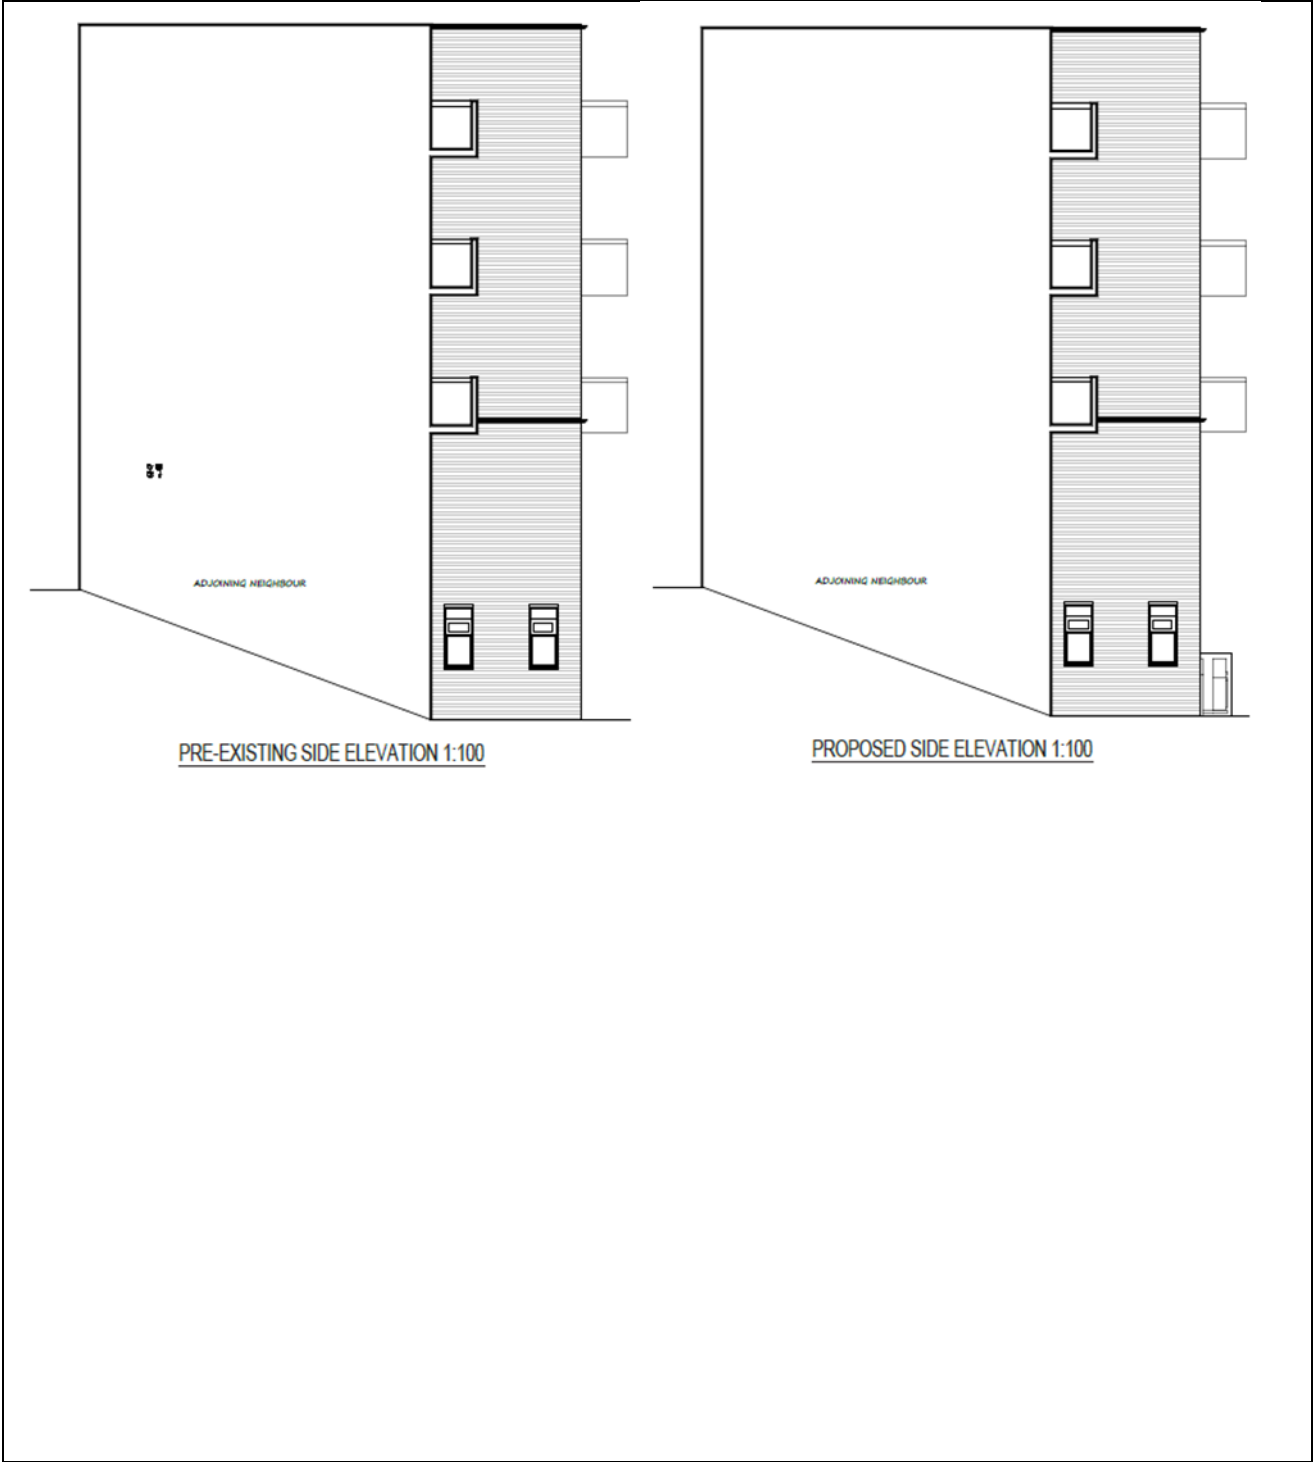 ADJOINING NEIGHBOUR
ADJOINING NEIGHBOUR
PRE-EXISTING SIDE ELEVATION 1:100
PROPOSED SIDE ELEVATION 1:100